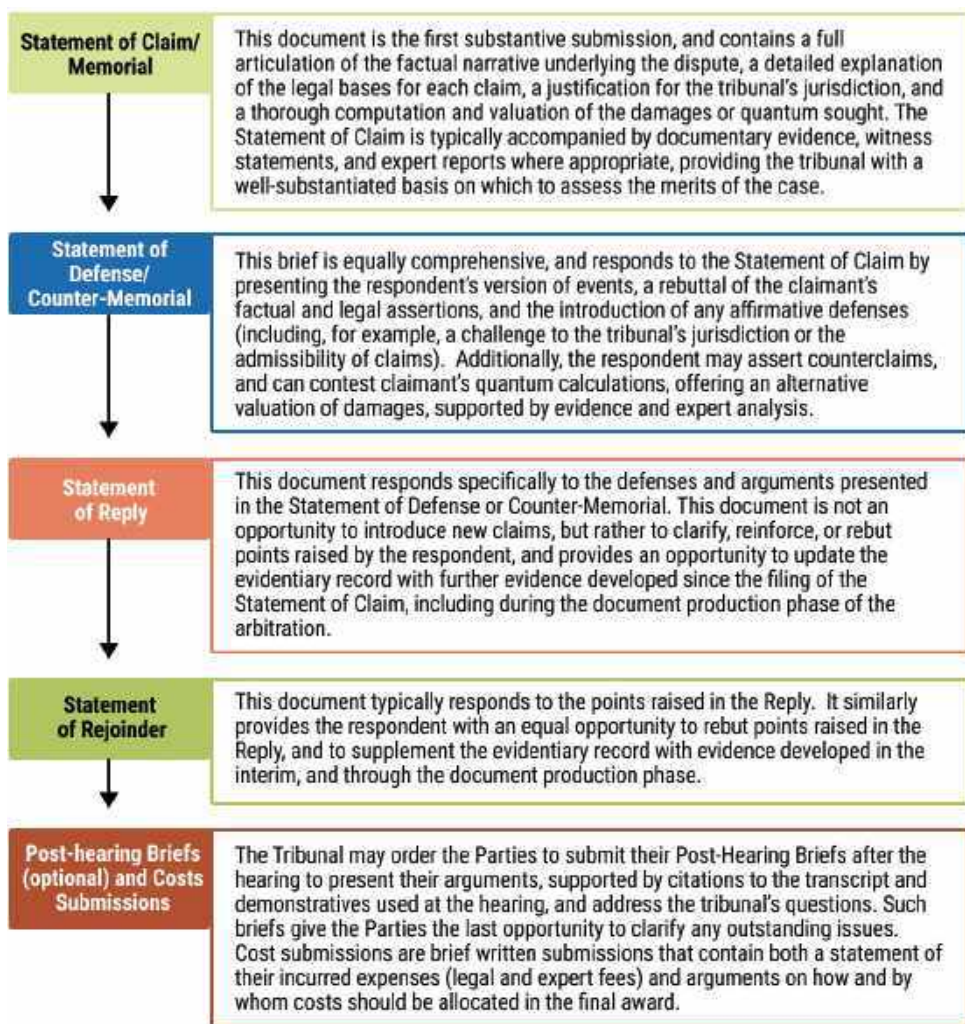 Statement of Claim/
Memorial
This document is the first substantive submission, and contains a full
articulation of the factual narrative underlying the dispute, a detailed explanation
of the legal bases for each claim, a justification for the tribunal's jurisdiction, and
a thorough computation and valuation of the damages or quantum sought. The
Statement of Claim is typically accompanied by documentary evidence, witness
statements, and expert reports where appropriate, providing the tribunal with a
well-substantiated basis on which to assess the merits of the case.
Statement of
Defense/
Counter-Memorial
This brief is equally comprehensive, and responds to the Statement of Claim by
presenting the respondent's version of events, a rebuttal of the claimant's
factual and legal assertions, and the introduction of any affirmative defenses
(including, for example, a challenge to the tribunal's jurisdiction or the
admissibility of claims). Additionally, the respondent may assert counterclaims,
and can contest claimant's quantum calculations, offering an alternative
valuation of damages, supported by evidence and expert analysis.
Statement
of Reply
This document responds specifically to the defenses and arguments presented
in the Statement of Defense or Counter-Memorial. This document is not an
opportunity to introduce new claims, but rather to clarify, reinforce, or rebut
points raised by the respondent, and provides an opportunity to update the
evidentiary record with further evidence developed since the filing of the
Statement of Claim, including during the document production phase of the
arbitration.
Statement
of Rejoinder
This document typically responds to the points raised in the Reply. It similarly
provides the respondent with an equal opportunity to rebut points raised in the
Reply, and to supplement the evidentiary record with evidence developed in the
interim, and through the document production phase.
Post-hearing Briefs
(optional) and Costs
Submissions
The Tribunal may order the Parties to submit their Post-Hearing Briefs after the
hearing to present their arguments, supported by citations to the transcript and
demonstratives used at the hearing, and address the tribunal's questions. Such
briefs give the Parties the last opportunity to clarify any outstanding issues.
Cost submissions are brief written submissions that contain both a statement of
their incurred expenses (legal and expert fees) and arguments on how and by
whom costs should be allocated in the final award.